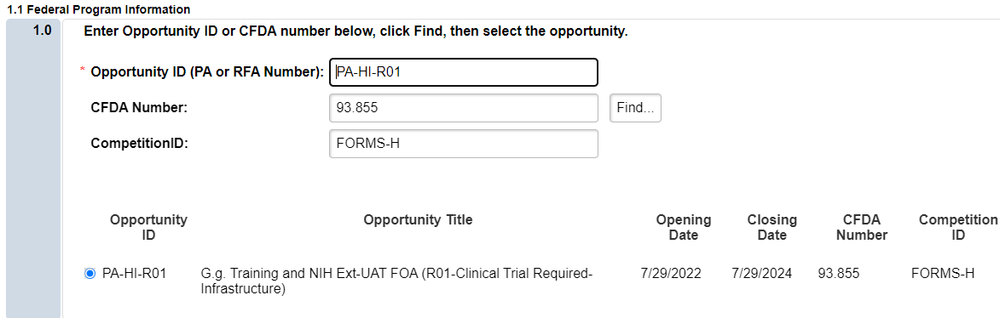 1.1 Federal Program Information
1.0 Enter Opportunity ID or CFDA number below, click Find, then select the opportunity.
* Opportunity ID (PA or RFA Number): PA-HI-R01
CFDA Number: 93.855 Find...
CompetitionID: FORMS-H
Opportunity ID Opportunity Title Opening Date Closing Date CFDA Number Competition ID
PA-HI-R01 G.g. Training and NIH Ext-UAT FOA (R01-Clinical Trial Required- 7/29/2022 7/29/2024 93.855 FORMS-H
Infrastructure)